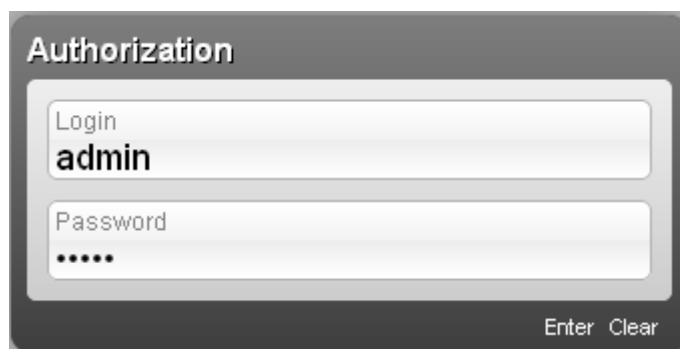 Authorization
Login
admin
Password
•••••
Enter Clear